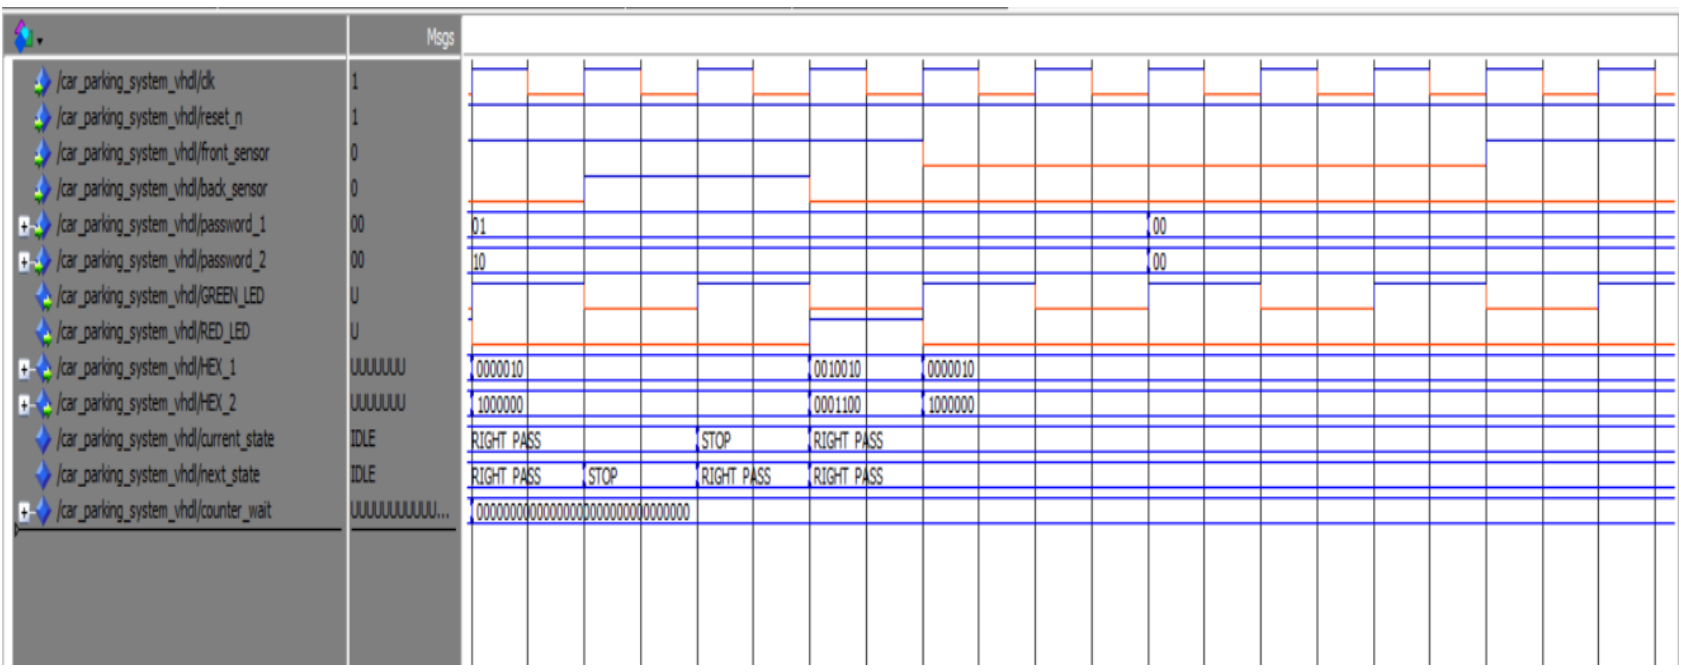 Msgs
/car_parking_system_vhdl/clk 1
/car_parking_system_vhdl/reset_n 1
/car_parking_system_vhdl/front_sensor 0
/car_parking_system_vhdl/back_sensor 0
/car_parking_system_vhdl/password_1 00 01 00
/car_parking_system_vhdl/password_2 00 10 00
/car_parking_system_vhdl/GREEN_LED U
/car_parking_system_vhdl/RED_LED U
/car_parking_system_vhdl/HEX_1 UUUUUUU 0000010 0010010 0000010
/car_parking_system_vhdl/HEX_2 UUUUUUU 1000000 0001100 1000000
/car_parking_system_vhdl/current_state IDLE RIGHT PASS STOP RIGHT PASS
/car_parking_system_vhdl/next_state IDLE RIGHT PASS STOP RIGHT PASS RIGHT PASS
/car_parking_system_vhdl/counter_wait UUUUUUUUUUU... 00000000000000000000000000000000